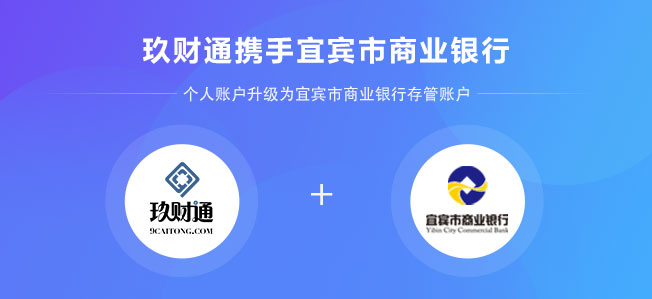 玖财通携手宜宾市商业银行
个人账户升级为宜宾市商业银行存管账户
玖财通
9CAITONG.COM
+
宜宾市商业银行
Yibin City Commercial Bank